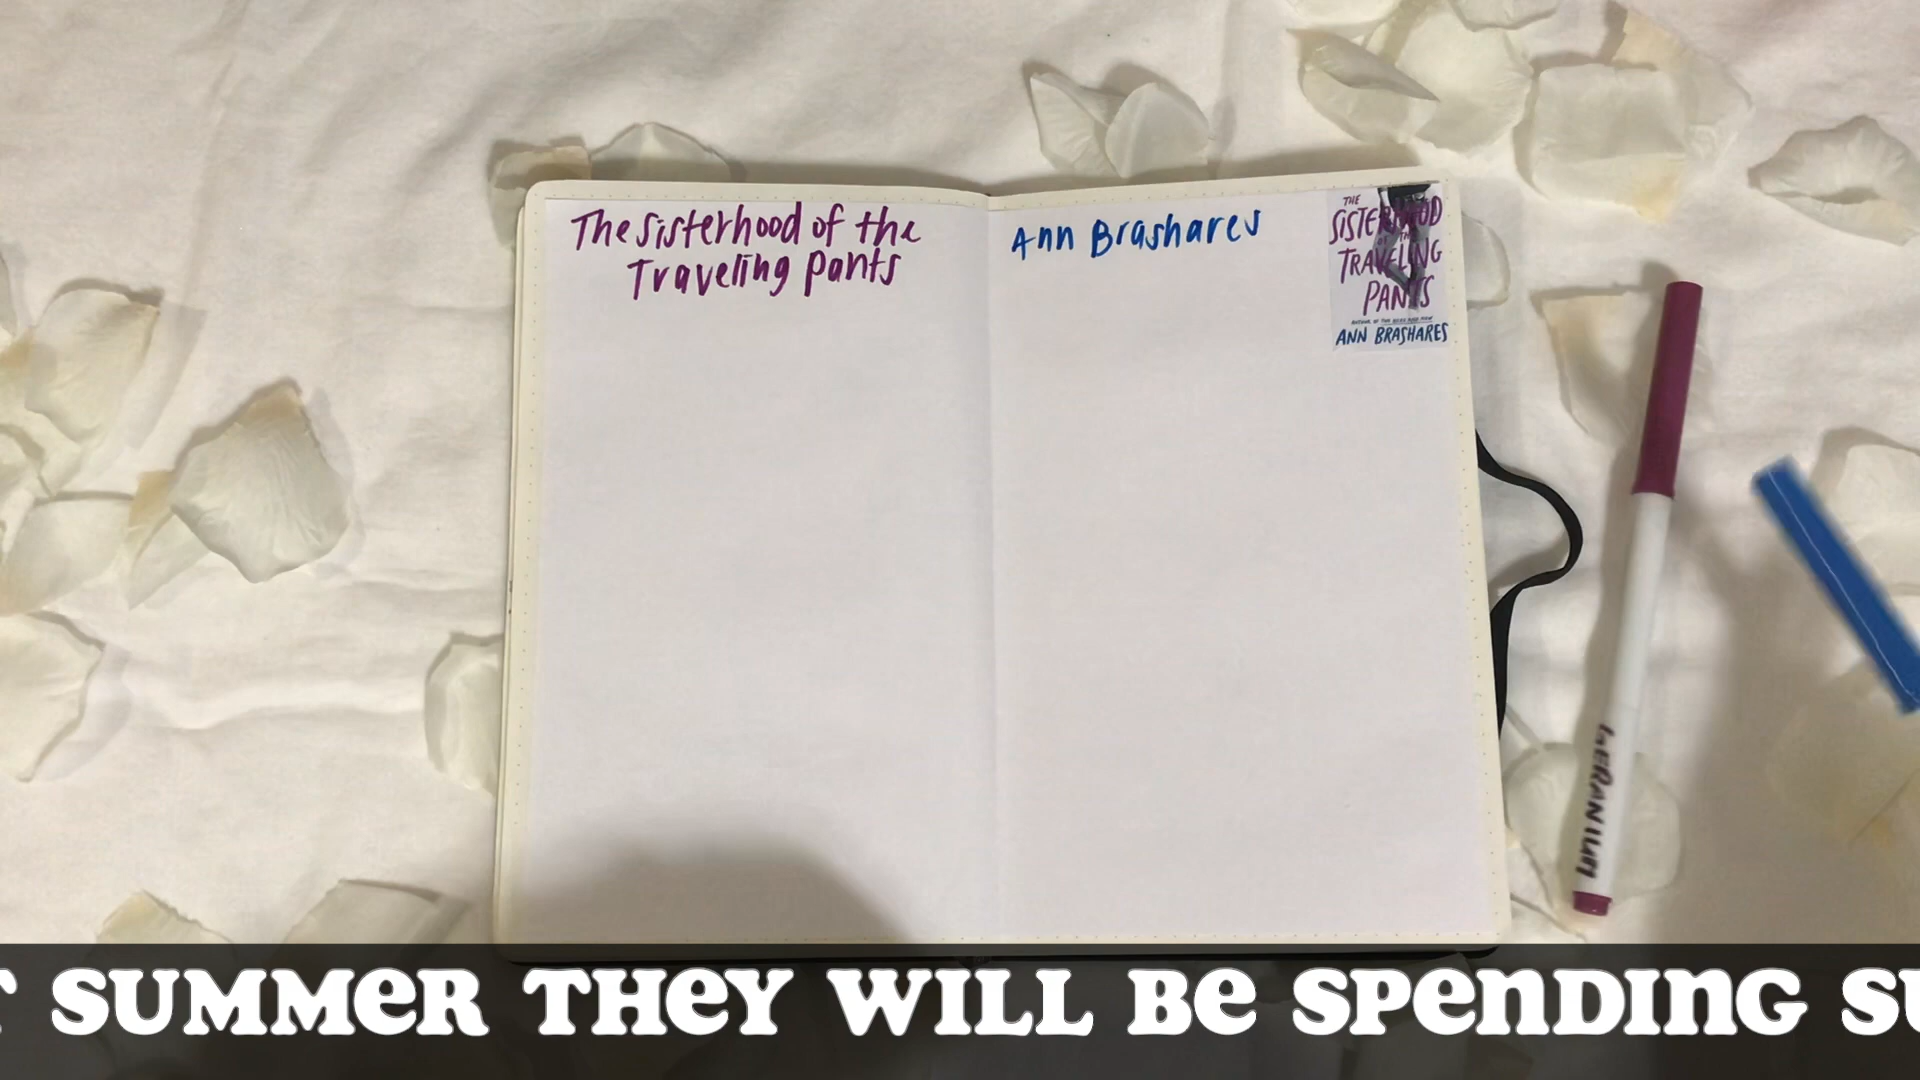 The Sisterhood of the
Traveling Pants
Ann Brashares
THE
SISTERHOOD
OF THE
TRAVELING
PANTS
ANN BRASHARES
GERANIUM
SUMMER THEY WILL BE SPENDING